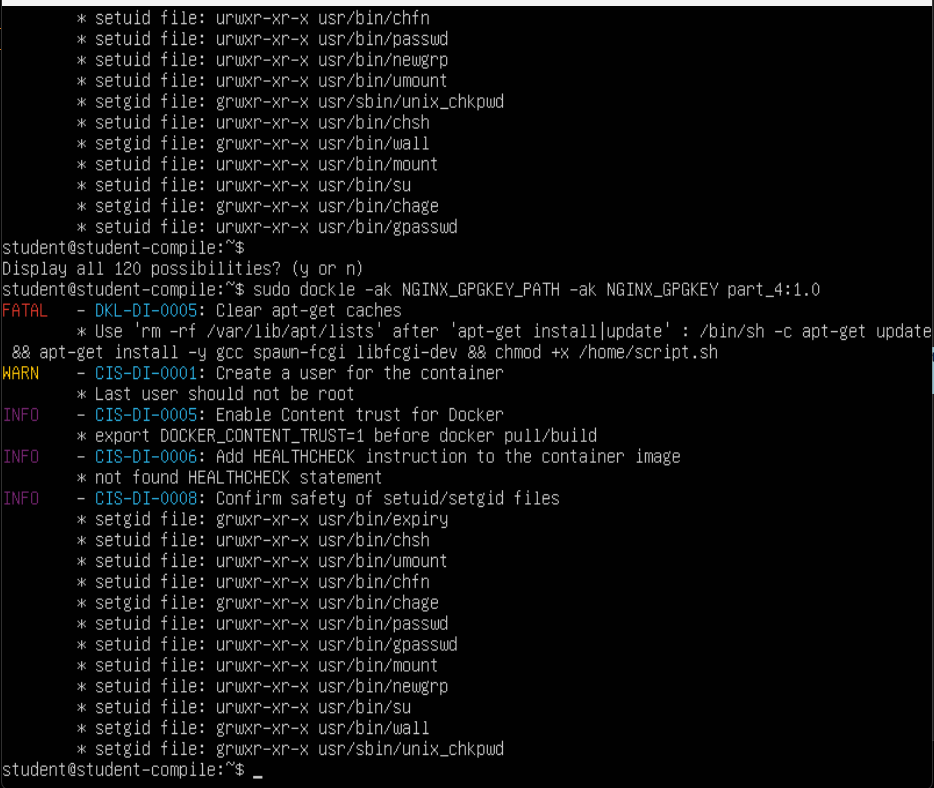 * setuid file: urwxr-xr-x usr/bin/chfn
* setuid file: urwxr-xr-x usr/bin/passwd
* setuid file: urwxr-xr-x usr/bin/newgrp
* setuid file: urwxr-xr-x usr/bin/umount
* setgid file: grwxr-xr-x usr/sbin/unix_chkpwd
* setuid file: urwxr-xr-x usr/bin/chsh
* setgid file: grwxr-xr-x usr/bin/wall
* setuid file: urwxr-xr-x usr/bin/mount
* setuid file: urwxr-xr-x usr/bin/su
* setgid file: grwxr-xr-x usr/bin/chage
* setuid file: urwxr-xr-x usr/bin/gpasswd
student@student-compile:~$
Display all 120 possibilities? (y or n)
student@student-compile:~$ sudo dockle -ak NGINX_GPGKEY_PATH -ak NGINX_GPGKEY part_4:1.0
FATAL - DKL-DI-0005: Clear apt-get caches
* Use 'rm -rf /var/lib/apt/lists' after 'apt-get install|update' : /bin/sh -c apt-get update
&& apt-get install -y gcc spawn-fcgi libfcgi-dev && chmod +x /home/script.sh
WARN - CIS-DI-0001: Create a user for the container
* Last user should not be root
INFO - CIS-DI-0005: Enable Content trust for Docker
* export DOCKER_CONTENT_TRUST=1 before docker pull/build
INFO - CIS-DI-0006: Add HEALTHCHECK instruction to the container image
* not found HEALTHCHECK statement
INFO - CIS-DI-0008: Confirm safety of setuid/setgid files
* setgid file: grwxr-xr-x usr/bin/expiry
* setuid file: urwxr-xr-x usr/bin/chsh
* setuid file: urwxr-xr-x usr/bin/umount
* setuid file: urwxr-xr-x usr/bin/chfn
* setgid file: grwxr-xr-x usr/bin/chage
* setuid file: urwxr-xr-x usr/bin/passwd
* setuid file: urwxr-xr-x usr/bin/gpasswd
* setuid file: urwxr-xr-x usr/bin/mount
* setuid file: urwxr-xr-x usr/bin/newgrp
* setuid file: urwxr-xr-x usr/bin/su
* setgid file: grwxr-xr-x usr/bin/wall
* setgid file: grwxr-xr-x usr/sbin/unix_chkpwd
student@student-compile:~$ _